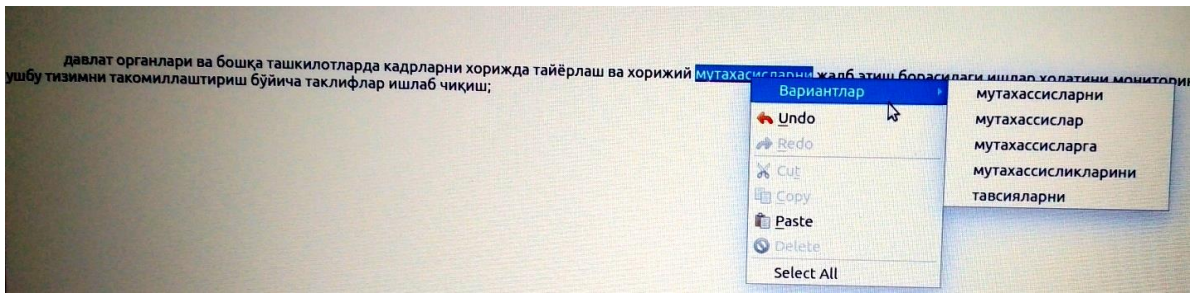 давлат органлари ва бошқа ташкилотларда кадрларни хорижда тайёрлаш ва хорижий мутахасисларни жалб этиш борасидаги ишлар ҳолатини
ушбу тизимни такомиллаштириш бўйича таклифлар ишлаб чиқиш;
Вариантлар
Undo
Redo
Cut
Copy
Paste
Delete
Select All
мутахассисларни
мутахассислар
мутахассисларга
мутахассисликларини
тавсияларни